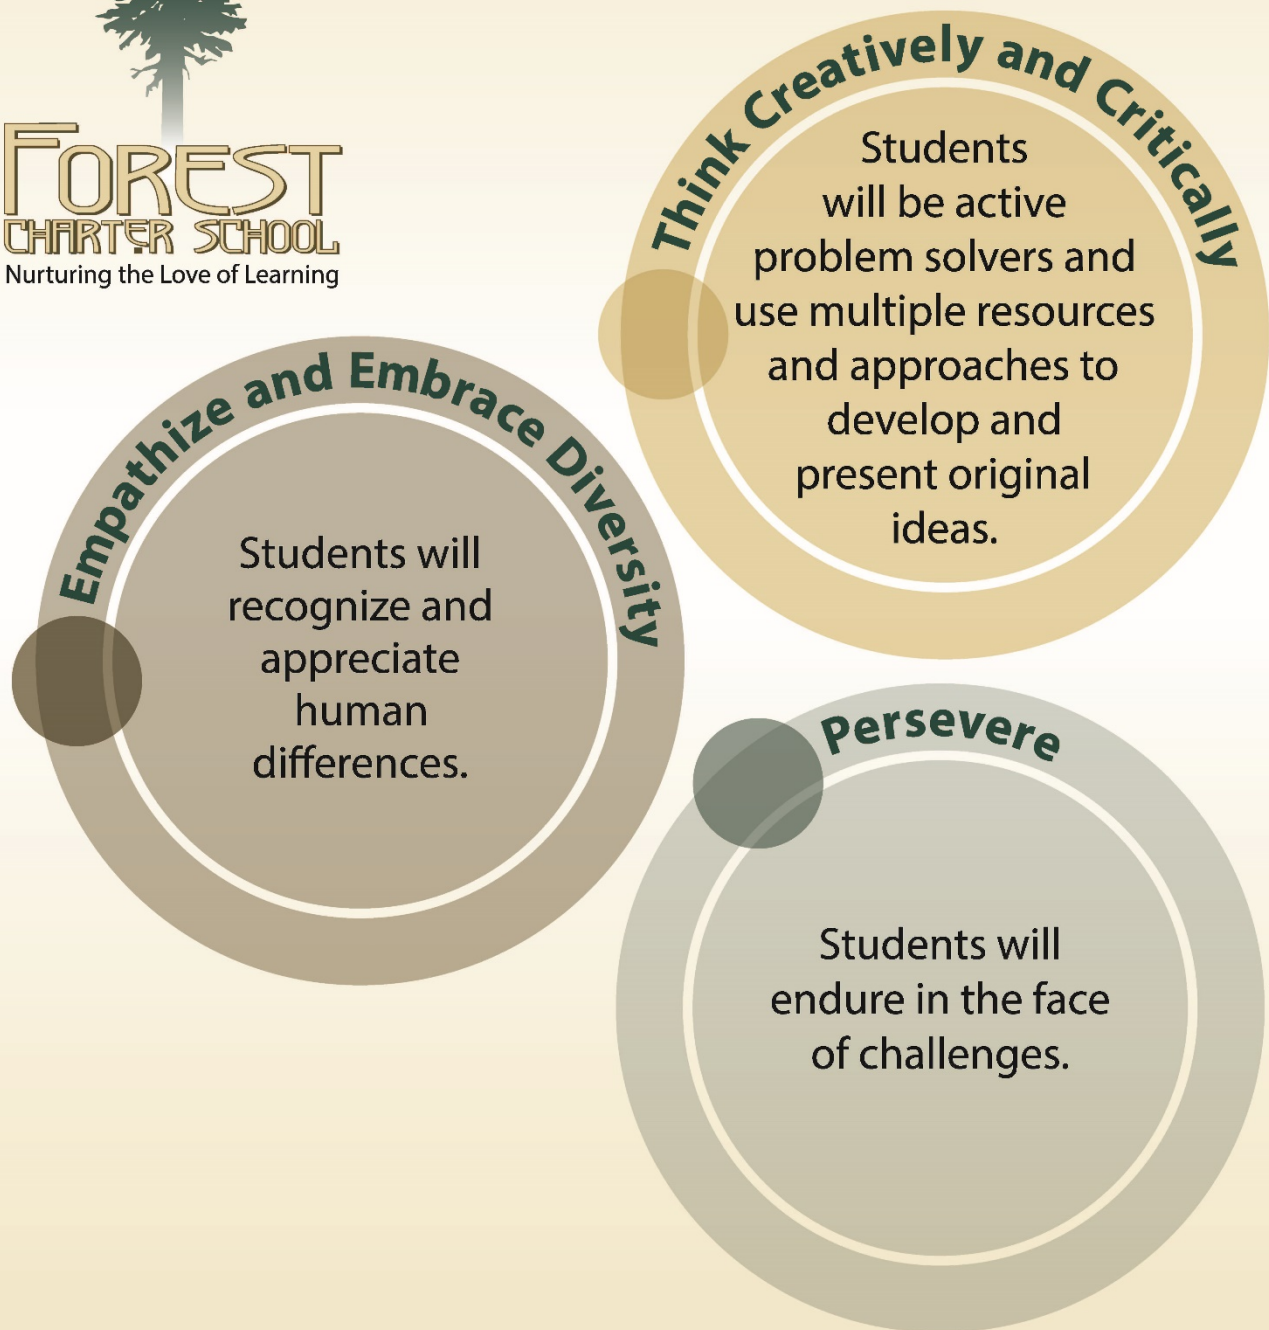 FOREST
CHARTER SCHOOL
Nurturing the Love of Learning
Think Creatively and Critically
Students
will be active
problem solvers and
use multiple resources
and approaches to
develop and
present original
ideas.
Empathize and Embrace Diversity
Students will
recognize and
appreciate
human
differences.
Persevere
Students will
endure in the face
of challenges.